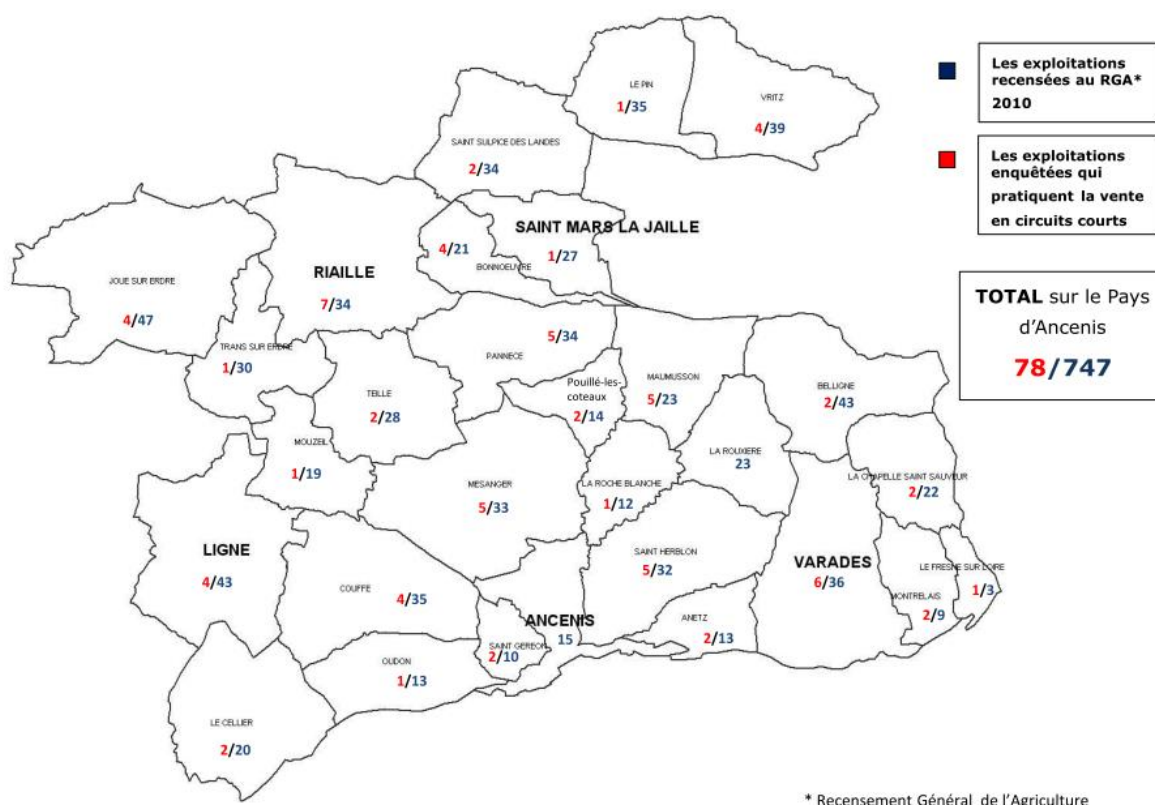 LE PIN
1/35
VRITZ
4/39
Les exploitations
recensées au RGA*
2010
Les exploitations
enquêtées qui
pratiquent la vente
en circuits courts
TOTAL sur le Pays
d'Ancenis
78/747
SAINT SULPICE DES LANDES
2/34
SAINT MARS LA JAILLE
1/27
4/21
BONNOEUVRE
RIAILLE
7/34
JOUE SUR ERDRE
4/47
TRANS SUR ERDRE
1/30
5/34
PANNECE
TEILLE
2/28
Pouillé-les-
coteaux
2/14
MAUMUSSON
5/23
BELLIGNE
2/43
MOUZEIL
1/19
MESANGER
5/33
LA ROCHE BLANCHE
1/12
LA ROUXIERE
23
LA CHAPELLE SAINT SAUVEUR
2/22
LIGNE
4/43
COUFFE
4/35
SAINT HERBLON
5/32
VARADES
6/36
LE FRESNE SUR LOIRE
1/3
MONTRELAIS
2/9
ANCENIS
15
SAINT GEREON
2/10
ANETZ
2/13
OUDON
1/13
LE CELLIER
2/20
* Recensement Général de l'Agriculture